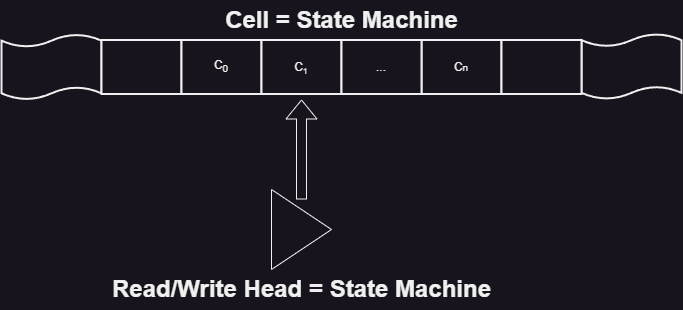 Cell = State Machine
C₀ C₁ ... Cn
Read/Write Head = State Machine